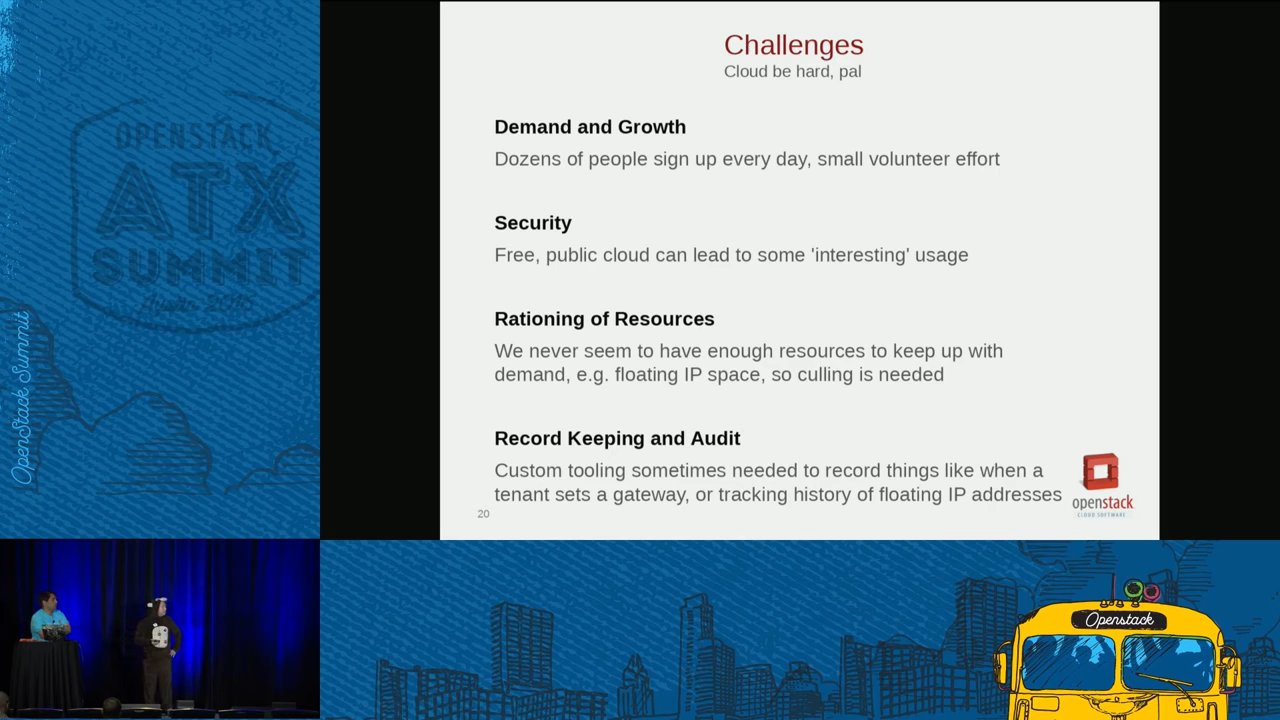 Challenges
Cloud be hard, pal
Demand and Growth
Dozens of people sign up every day, small volunteer effort
Security
Free, public cloud can lead to some 'interesting' usage
Rationing of Resources
We never seem to have enough resources to keep up with
demand, e.g. floating IP space, so culling is needed
Record Keeping and Audit
Custom tooling sometimes needed to record things like when a
tenant sets a gateway, or tracking history of floating IP addresses
20
openstack
CLOUD SOFTWARE
OPENSTACK
ATX
SUMMIT
Austin 2016
OpenStack Summit
Openstack